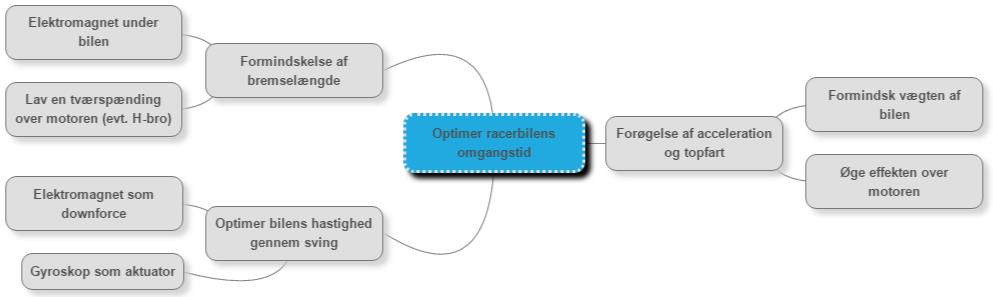 Elektromagnet under
bilen
Formindskelse af
bremselængde
Lav en tværspænding
over motoren (evt. H-bro)
Optimer racerbilens
omgangstid
Forøgelse af acceleration
og topfart
Formindsk vægten af
bilen
Øge effekten over
motoren
Elektromagnet som
downforce
Optimer bilens hastighed
gennem sving
Gyroskop som aktuator